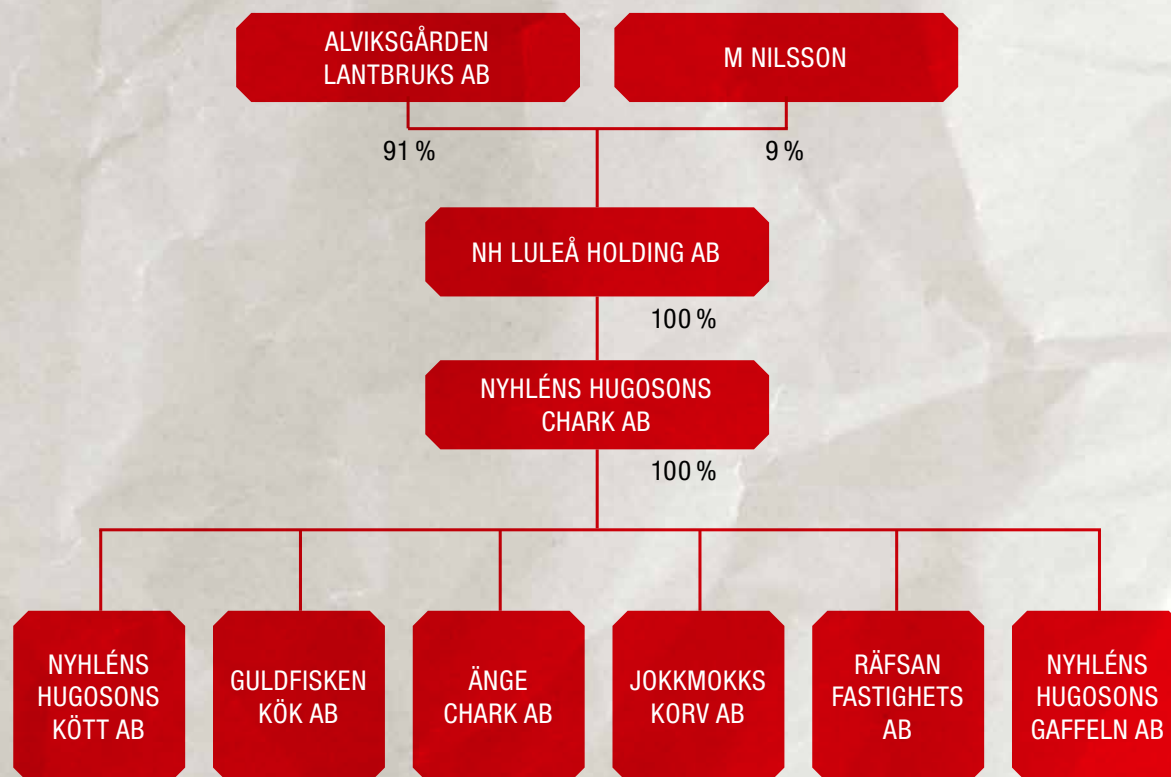 ALVIKSGÅRDEN
LANTBRUKS AB
M NILSSON
91 %
9 %
NH LULEÅ HOLDING AB
100 %
NYHLÉNS HUGOSONS
CHARK AB
100 %
NYHLÉNS
HUGOSONS
KÖTT AB
GULDFISKEN
KÖK AB
ÄNGE
CHARK AB
JOKKMOKKS
KORV AB
RÄFSAN
FASTIGHETS
AB
NYHLÉNS
HUGOSONS
GAFFELN AB